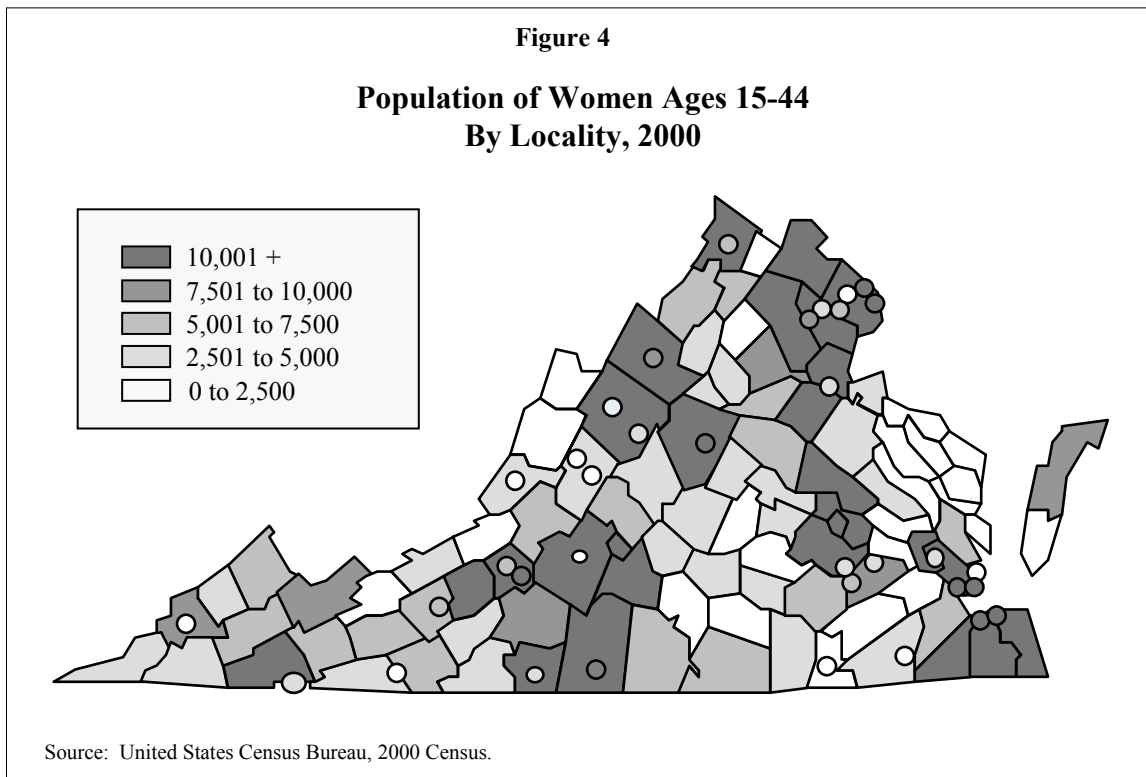 Figure 4
Population of Women Ages 15-44
By Locality, 2000
10,001 +
7,501 to 10,000
5,001 to 7,500
2,501 to 5,000
0 to 2,500
Source: United States Census Bureau, 2000 Census.